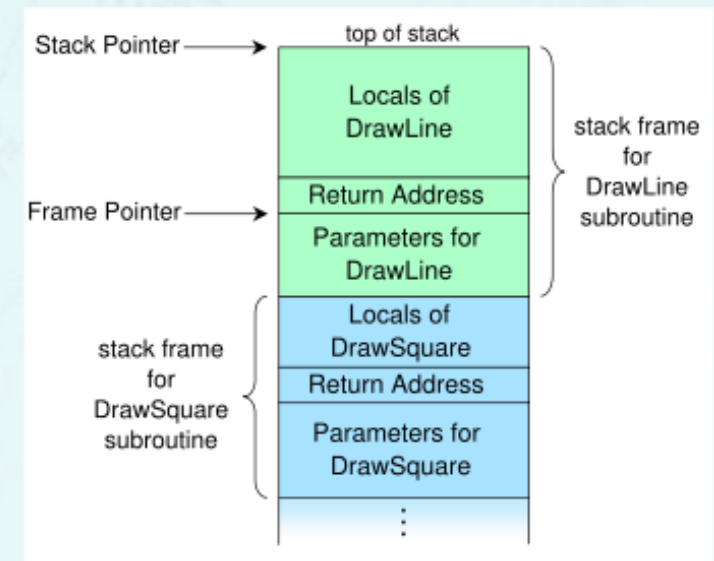 top of stack
Stack Pointer
Locals of
DrawLine
stack frame
for
DrawLine
subroutine
Return Address
Frame Pointer
Parameters for
DrawLine
Locals of
DrawSquare
stack frame
for
DrawSquare
subroutine
Return Address
Parameters for
DrawSquare